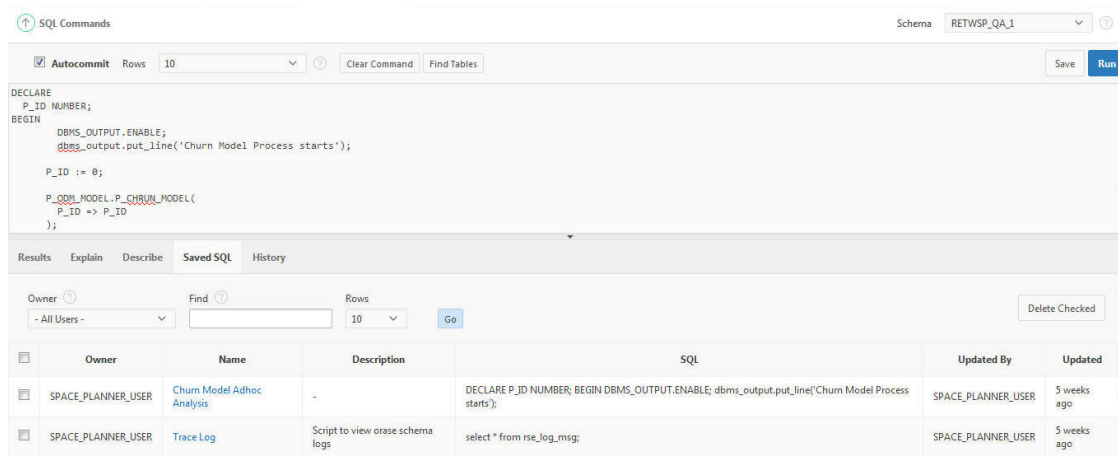 SQL Commands Schema RETWSP_QA_1
Autocommit Rows 10 Clear Command Find Tables Save Run
DECLARE
P_ID NUMBER;
BEGIN
DBMS_OUTPUT.ENABLE;
dbms_output.put_line('Churn Model Process starts');
P_ID := 0;
P_ODM_MODEL.P_CHRUN_MODEL(
P_ID => P_ID
);
Results Explain Describe Saved SQL History
Owner ? Find ? Rows
- All Users - 10 Go Delete Checked
Owner Name Description SQL Updated By Updated
SPACE_PLANNER_USER Churn Model Adhoc Analysis - DECLARE P_ID NUMBER; BEGIN DBMS_OUTPUT.ENABLE; dbms_output.put_line('Churn Model Process starts'); SPACE_PLANNER_USER 5 weeks ago
SPACE_PLANNER_USER Trace Log Script to view orase schema logs select * from rse_log_msg; SPACE_PLANNER_USER 5 weeks ago